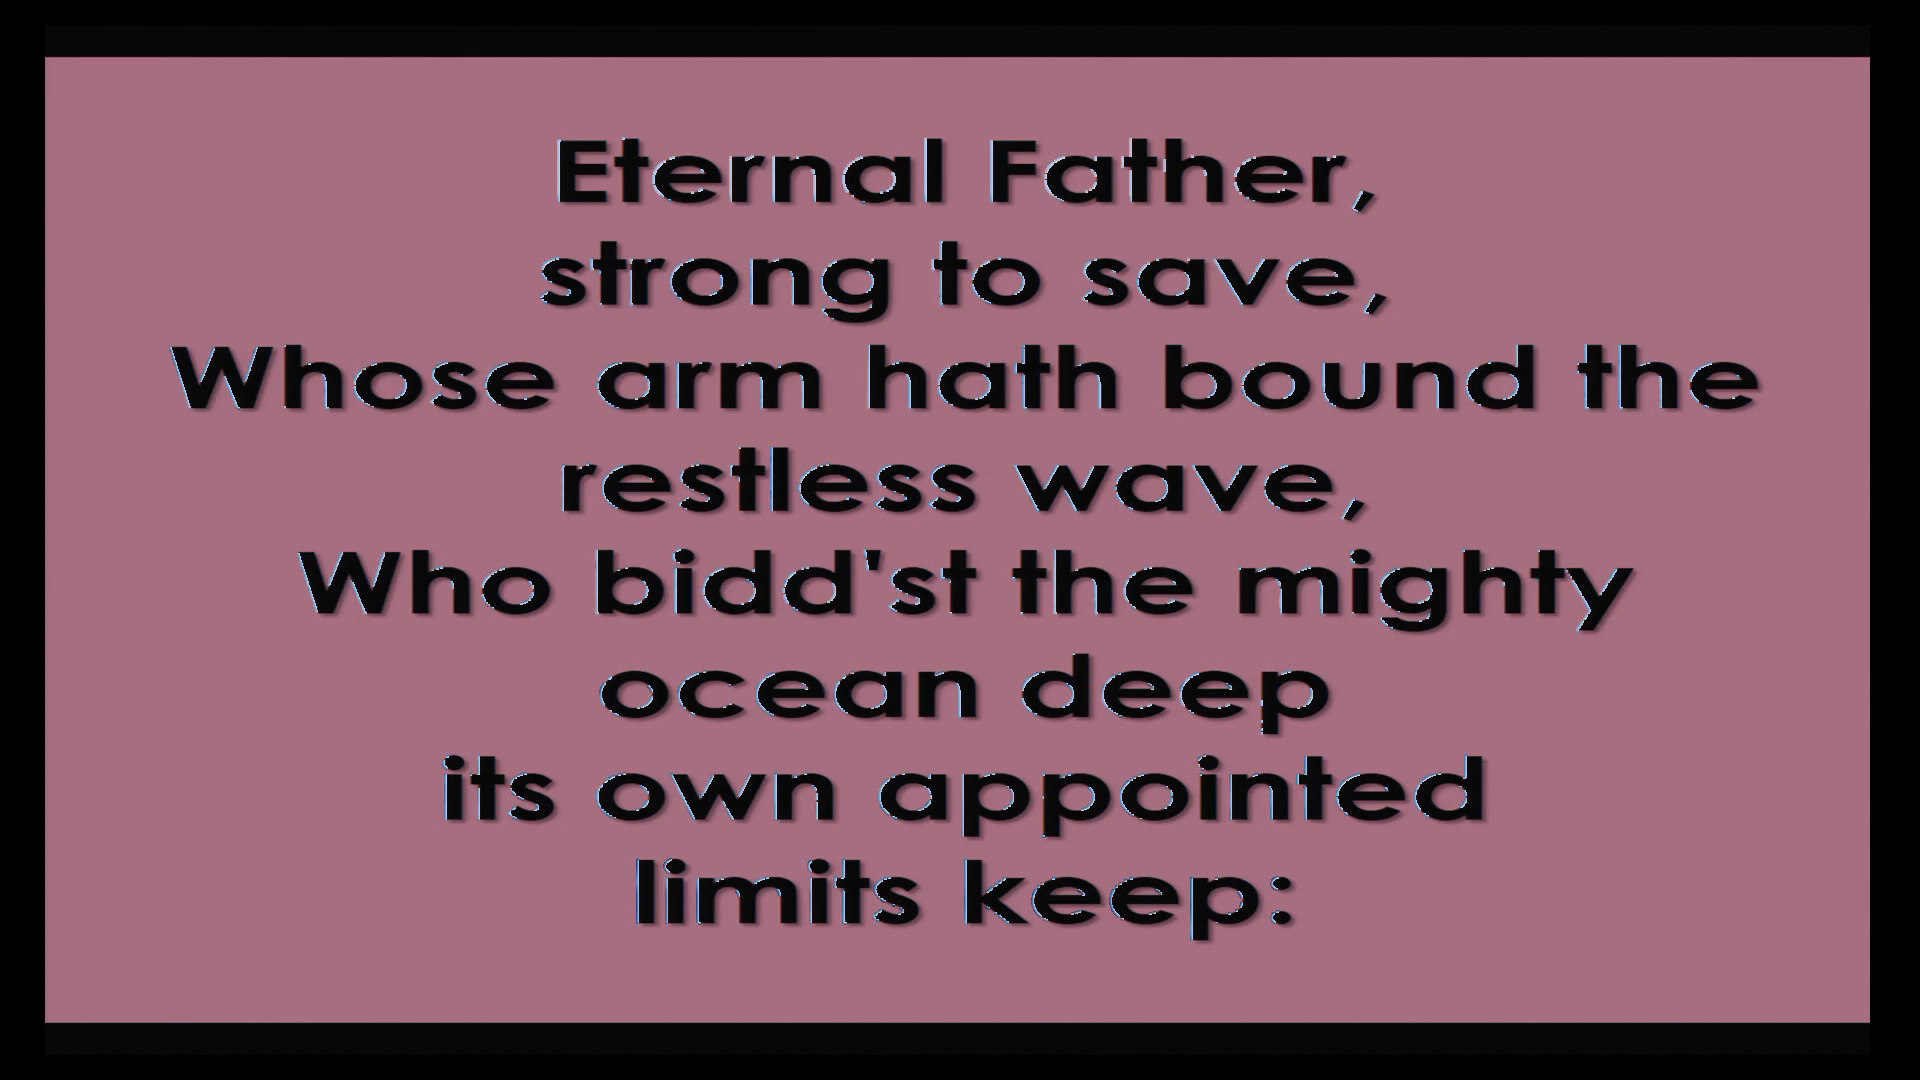 Eternal Father,
strong to save,
Whose arm hath bound the
restless wave,
Who bidd'st the mighty
ocean deep
its own appointed
limits keep: